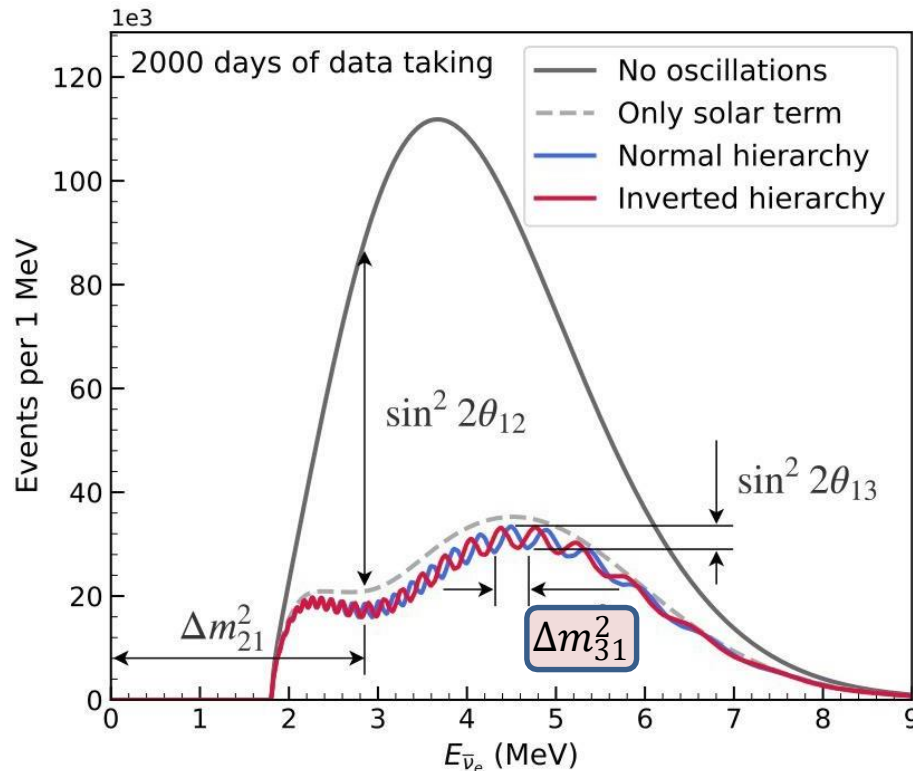 1e3
2000 days of data taking
No oscillations
Only solar term
Normal hierarchy
Inverted hierarchy
120
100
80
60
40
20
0
Events per 1 MeV
sin² 2θ₁₂
sin² 2θ₁₃
Δm²₂₁
Δm²₃₁
0 1 2 3 4 5 6 7 8 9
E_ν̅ₑ (MeV)